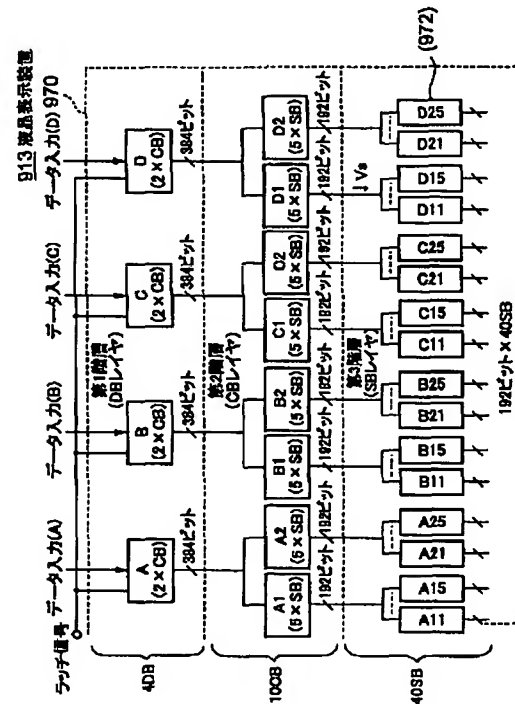 913 液晶表示装置
970
ラッチ信号
データ入力(A)
データ入力(B)
データ入力(C)
データ入力(D)
第1階層
(DBレイヤ)
A
(2×CB)
B
(2×CB)
C
(2×CB)
D
(2×CB)
384ビット
384ビット
384ビット
384ビット
4DB
第2階層
(CBレイヤ)
A1
(5×SB)
A2
(5×SB)
B1
(5×SB)
B2
(5×SB)
C1
(5×SB)
D2
(5×SB)
D1
(5×SB)
D2
(5×SB)
10CB
192ビット
192ビット
192ビット
192ビット
192ビット
192ビット
192ビット
192ビット
Vs
第3階層
(SBレイヤ)
A11
A15
A21
A25
B11
B15
B21
B25
C11
C15
C21
C25
D11
D15
D21
D25
(972)
40SB
192ビット×40SB